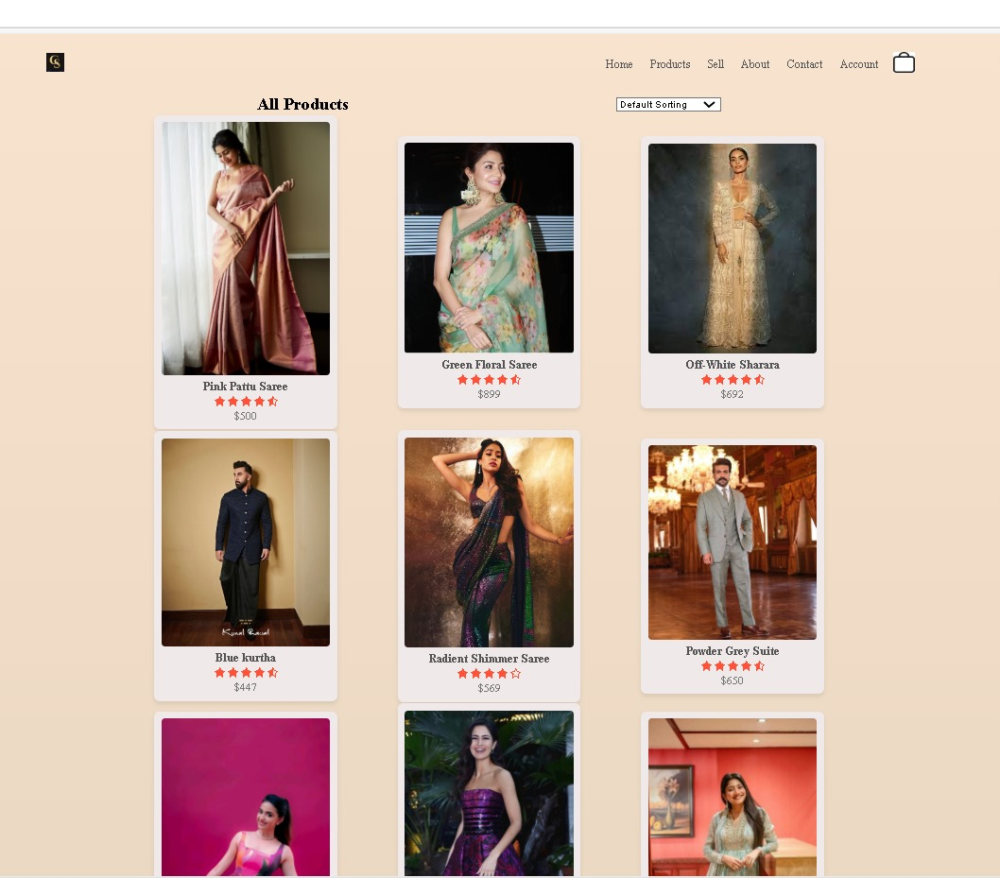 GS
Home Products Sell About Contact Account
All Products
Default Sorting
Pink Pattu Saree
$500
Green Floral Saree
$899
Off-White Sharara
$692
Blue kurtha
$447
Radient Shimmer Saree
$569
Powder Grey Suite
$650
Kunal Rawal